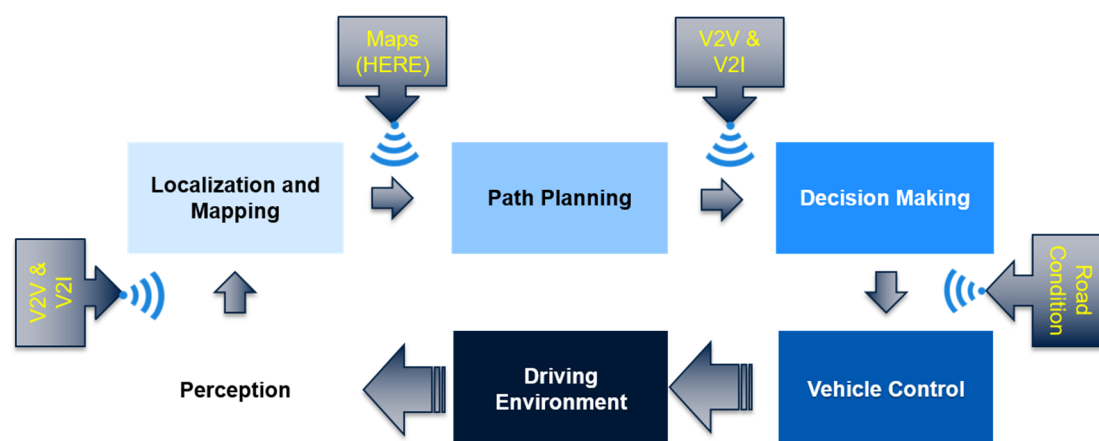 Maps
(HERE)
V2V &
V2I
Localization and
Mapping
Path Planning
Decision Making
V2V &
V2I
Road
Condition
Perception
Driving
Environment
Vehicle Control